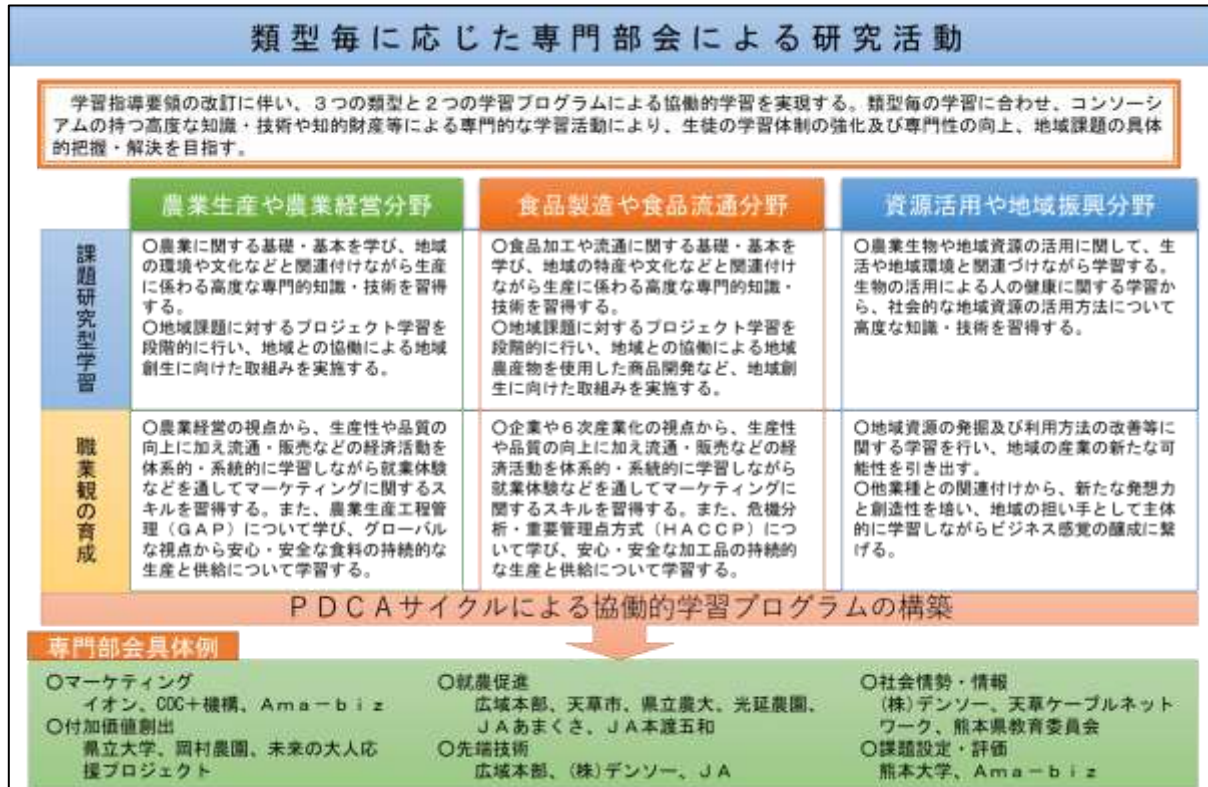 類型毎に応じた専門部会による研究活動
学習指導要領の改訂に伴い、３つの類型と２つの学習プログラムによる協働的学習を実現する。類型毎の学習に合わせ、コンソーシ
アムの持つ高度な知識・技術や知的財産等による専門的な学習活動により、生徒の学習体制の強化及び専門性の向上、地域課題の具体
的把握・解決を目指す。
農業生産や農業経営分野
食品製造や食品流通分野
資源活用や地域振興分野
課題研究型学習
〇農業に関する基礎・基本を学び、地域
の環境や文化などと関連付けながら生産
に係わる高度な専門的知識・技術を習得
する。
〇地域課題に対するプロジェクト学習を
段階的に行い、地域との協働による地域
創生に向けた取組みを実施する。
〇食品加工や流通に関する基礎・基本を
学び、地域の特産や文化などと関連付け
ながら生産に係わる高度な専門的知識・
技術を習得する。
〇地域課題に対するプロジェクト学習を
段階的に行い、地域との協働による地域
農産物を使用した商品開発など、地域創
生に向けた取組みを実施する。
〇農業生物や地域資源の活用に関して、生
活や地域環境と関連づけながら学習する。
生物の活用による人の健康に関する学習か
ら、社会的な地域資源の活用方法について
高度な知識・技術を習得する。
職業観の育成
〇農業経営の視点から、生産性や品質の
向上に加え流通・販売などの経済活動を
体系的・系統的に学習しながら就業体験
などを通してマーケティングに関するス
キルを習得する。また、農業生産工程管
理（ＧＡＰ）について学び、グローバル
な視点から安心・安全な食料の持続的な
生産と供給について学習する。
〇企業や６次産業化の視点から、生産性
や品質の向上に加え流通・販売などの経
済活動を体系的・系統的に学習しながら
就業体験などを通してマーケティングに
関するスキルを習得する。また、危機分
析・重要管理点方式（ＨＡＣＣＰ）につ
いて学び、安心・安全な加工品の持続的
な生産と供給について学習する。
〇地域資源の発掘及び利用方法の改善等に
関する学習を行い、地域の産業の新たな可
能性を引き出す。
〇他業種との関連付けから、新たな発想力
と創造性を培い、地域の担い手として主体
的に学習しながらビジネス感覚の醸成に繋
げる。
ＰＤＣＡサイクルによる協働的学習プログラムの構築
専門部会具体例
〇マーケティング
イオン、COC+機構、Ａｍａ－ｂｉｚ
〇付加価値創出
県立大学、岡村農園、未来の大人応
援プロジェクト
〇就農促進
広域本部、天草市、県立農大、光延農園、
ＪＡあまくさ、ＪＡ本渡五和
〇先端技術
広域本部、(株)デンソー、ＪＡ
〇社会情勢・情報
(株)デンソー、天草ケーブルネット
ワーク、熊本県教育委員会
〇課題設定・評価
熊本大学、Ａｍａ－ｂｉｚ